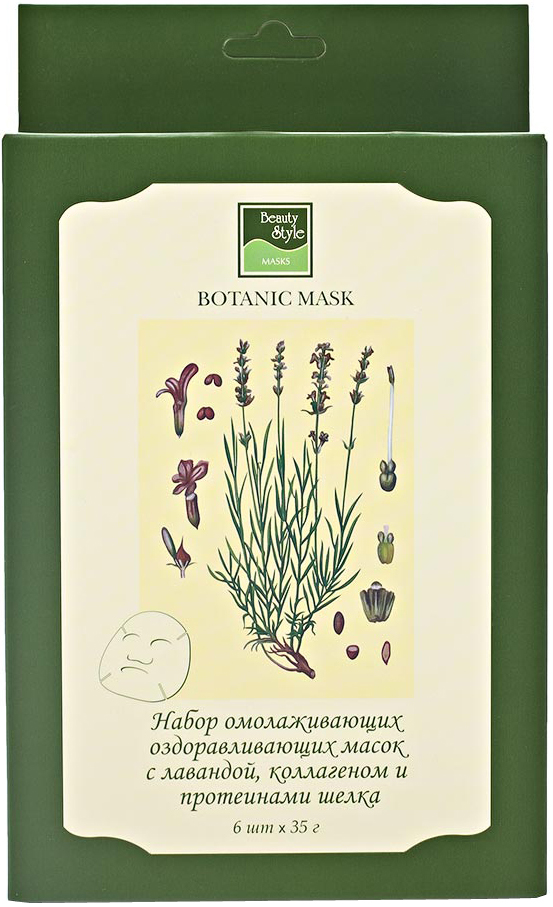 Beauty
Style
MASKS
BOTANIC MASK
Набор омолаживающих
оздоравливающих масок
с лавандой, коллагеном и
протеинами шелка
6 шт х 35 г